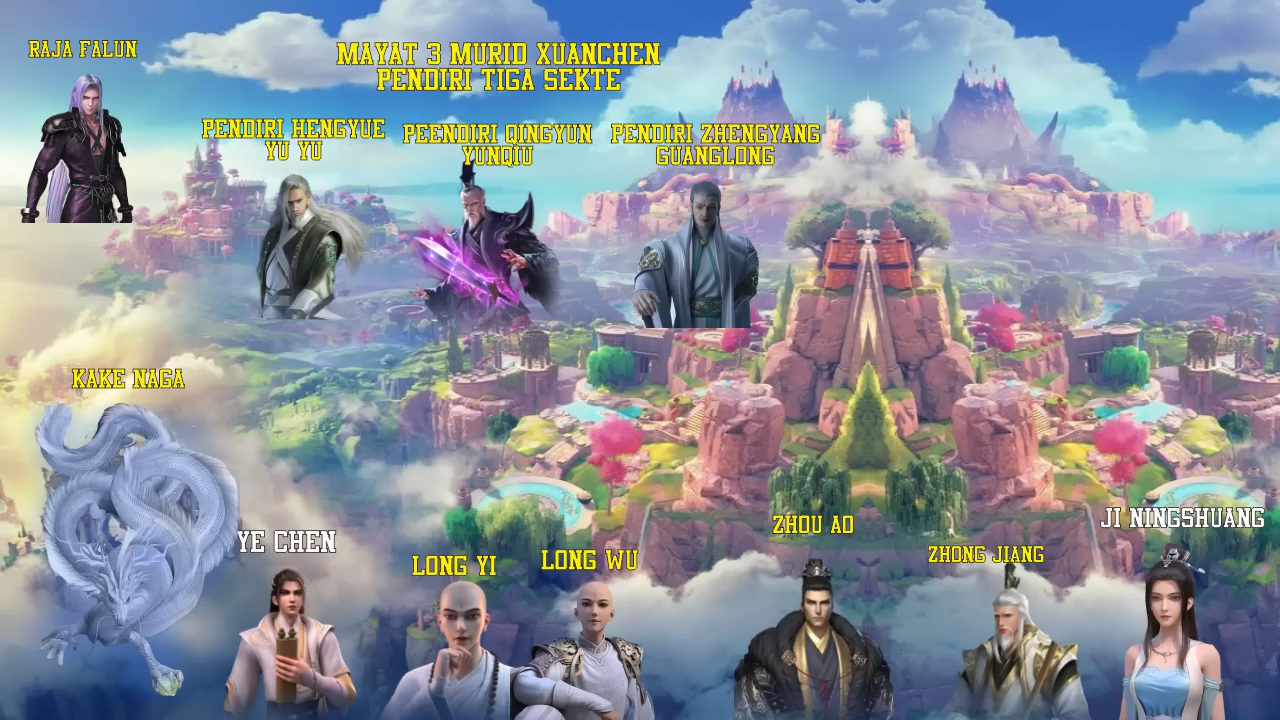 RAJA FALUN
MAYAT 3 MURID XUANCHEN
PENDIRI TIGA SEKTE
PENDIRI HENGYUE
YU YU
PEENDIRI QINGYUN
YUNQIU
PENDIRI ZHENGYANG
GUANGLONG
KAKE NAGA
YE CHEN
LONG YI
LONG WU
ZHOU AO
ZHONG JIANG
JI NINGSHUANG